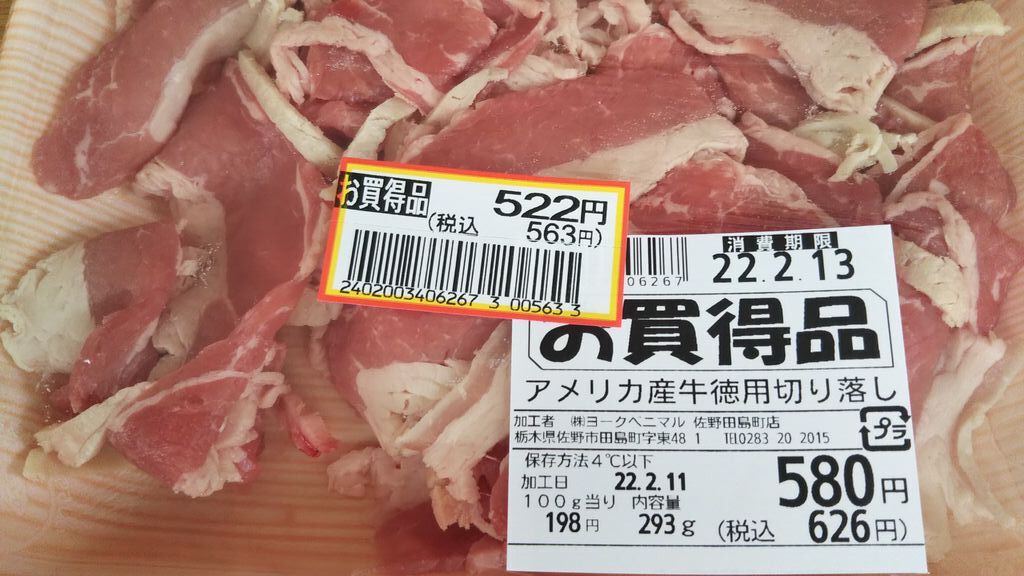 お買得品 522円
(税込 563円)
2402003406267 3 00563 3
06267
消費期限
22.2.13
お買得品
アメリカ産牛徳用切り落し
加工者 ㈱ヨークベニマル 佐野田島町店
栃木県佐野市田島町字東48 1 ℡0283 20 2015
プラ
保存方法4℃以下
加工日 22.2.11
100g当り 内容量
198円 293g
580円
(税込 626円)